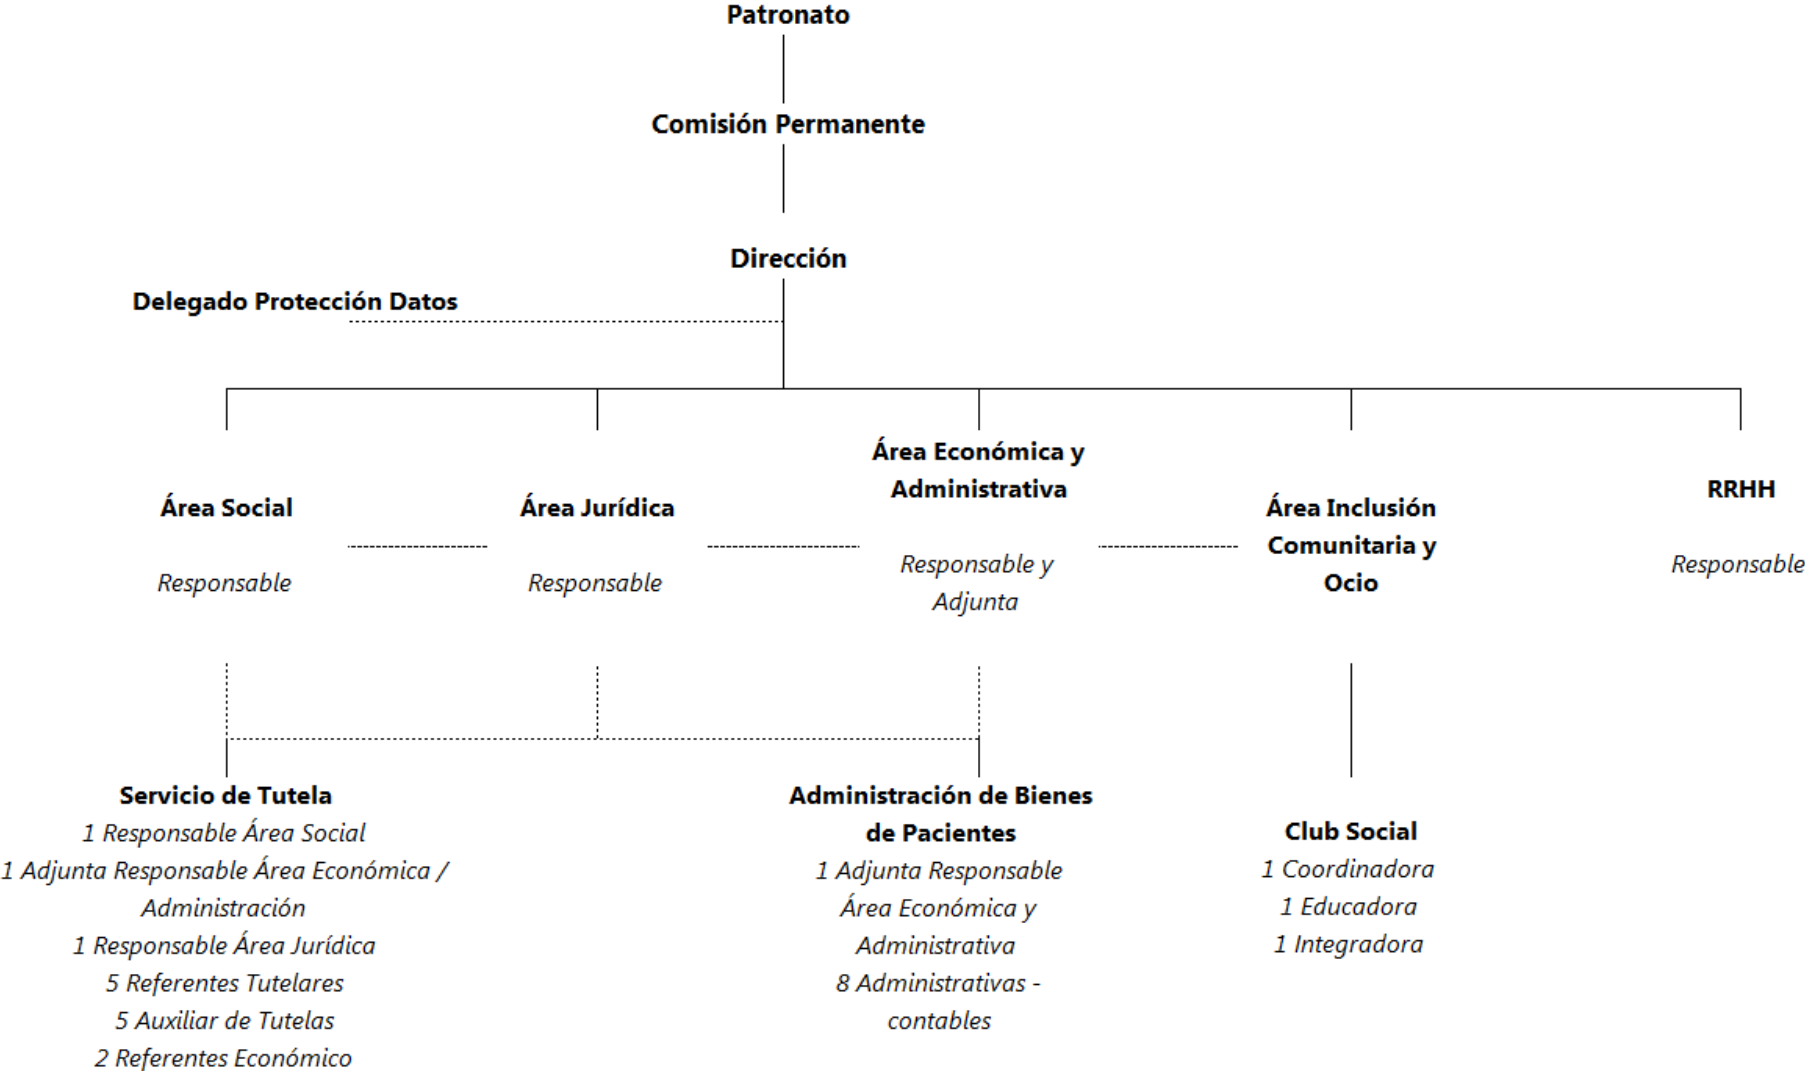 Patronato
Comisión Permanente
Dirección
Delegado Protección Datos
Área Social
Responsable
Área Jurídica
Responsable
Área Económica y
Administrativa
Responsable y
Adjunta
Área Inclusión
Comunitaria y
Ocio
RRHH
Responsable
Servicio de Tutela
1 Responsable Área Social
1 Adjunta Responsable Área Económica /
Administración
1 Responsable Área Jurídica
5 Referentes Tutelares
5 Auxiliar de Tutelas
2 Referentes Económico
Administración de Bienes
de Pacientes
1 Adjunta Responsable
Área Económica y
Administrativa
8 Administrativas -
contables
Club Social
1 Coordinadora
1 Educadora
1 Integradora